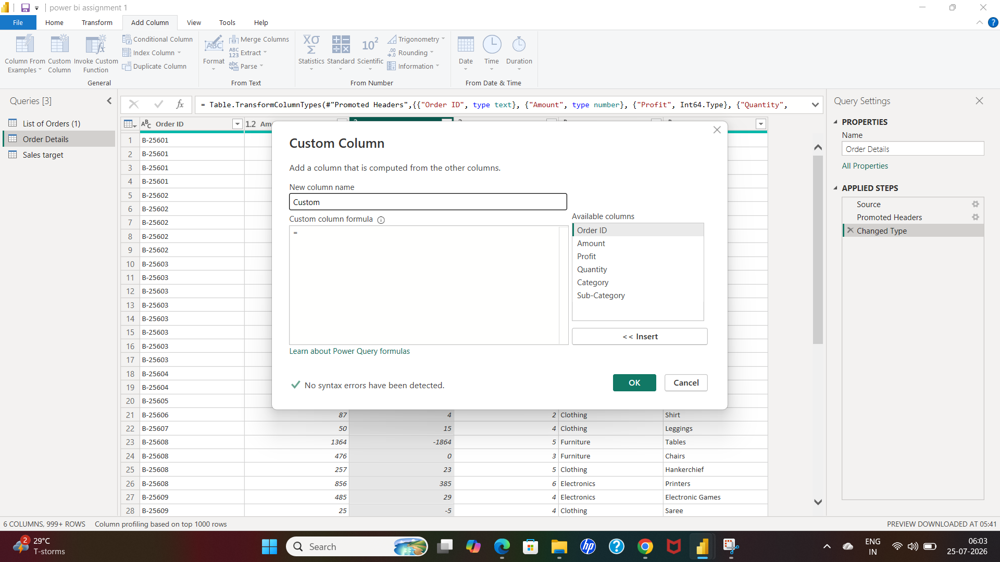 power bi assignment 1
File Home Transform Add Column View Tools Help
Column From Examples
Custom Column
Invoke Custom Function
Conditional Column
Index Column
Duplicate Column
General
Format
Merge Columns
Extract
Parse
From Text
Statistics
Standard
Scientific
Trigonometry
Rounding
Information
From Number
Date
Time
Duration
From Date & Time
Queries [3]
List of Orders (1)
Order Details
Sales target
= Table.TransformColumnTypes(#"Promoted Headers",{{"Order ID", type text}, {"Amount", type number}, {"Profit", Int64.Type}, {"Quantity",
Order ID 1.2
1 B-25601
2 B-25601
3 B-25601
4 B-25601
5 B-25602
6 B-25602
7 B-25602
8 B-25602
9 B-25602
10 B-25603
11 B-25603
12 B-25603
13 B-25603
14 B-25603
15 B-25603
16 B-25603
17 B-25603
18 B-25604
19 B-25604
20 B-25605
21 B-25606 87 4 2 Clothing Shirt
22 B-25607 50 15 4 Clothing Leggings
23 B-25608 1364 -1864 5 Furniture Tables
24 B-25608 476 0 3 Furniture Chairs
25 B-25608 257 23 5 Clothing Hankerchief
26 B-25608 856 385 6 Electronics Printers
27 B-25609 485 29 4 Electronics Electronic Games
28 B-25609 25 -5 4 Clothing Saree
Custom Column
Add a column that is computed from the other columns.
New column name
Custom
Custom column formula
=
Available columns
Order ID
Amount
Profit
Quantity
Category
Sub-Category
<< Insert
Learn about Power Query formulas
No syntax errors have been detected.
OK
Cancel
Query Settings
PROPERTIES
Name
Order Details
All Properties
APPLIED STEPS
Source
Promoted Headers
Changed Type
6 COLUMNS, 999+ ROWS Column profiling based on top 1000 rows
PREVIEW DOWNLOADED AT 05:41
2
29°C
T-storms
Search
ENG
IN
06:03
25-07-2026